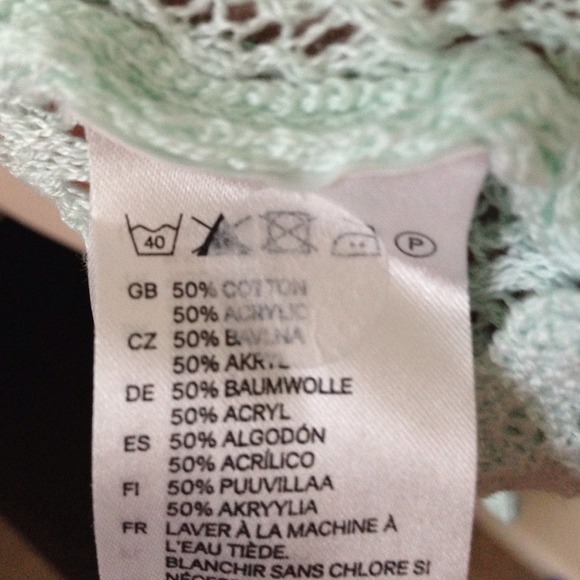 40
P
GB 50% COTTON
50% ACRYLIC
CZ 50% BAVLNA
50% AKRYL
DE 50% BAUMWOLLE
50% ACRYL
ES 50% ALGODÓN
50% ACRÍLICO
FI 50% PUUVILLAA
50% AKRYYLIA
FR LAVER À LA MACHINE À
L'EAU TIÈDE.
BLANCHIR SANS CHLORE SI